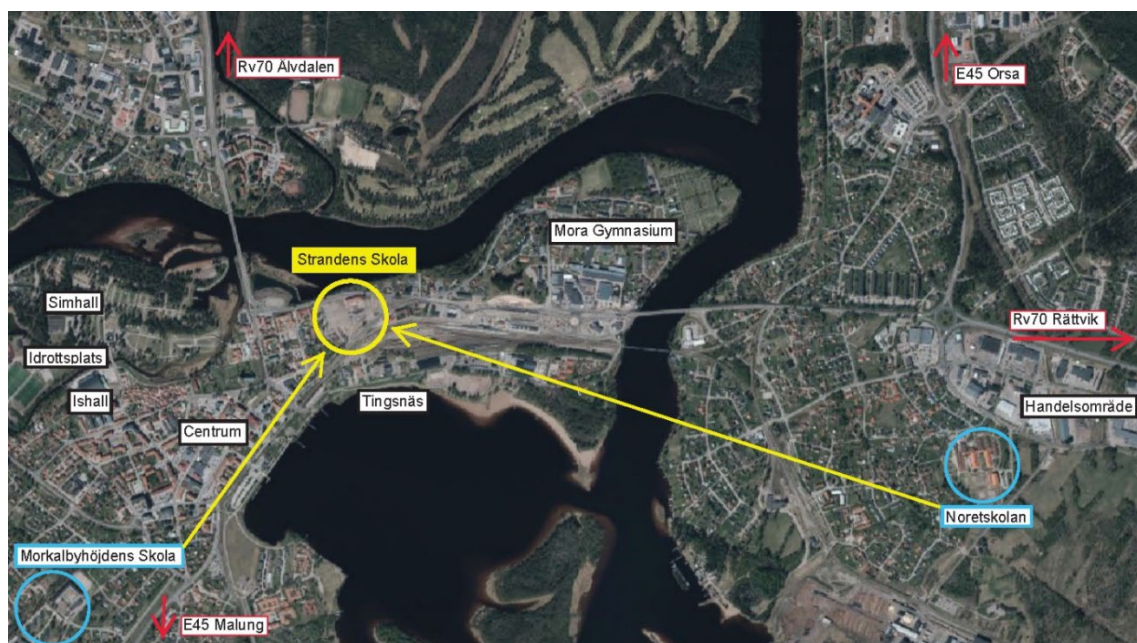 Rv70 Älvdalen
E45 Orsa
Mora Gymnasium
Strandens Skola
Simhall
Rv70 Rättvik
Idrottsplats
Ishall
Tingsnäs
Handelsområde
Centrum
Noretskolan
Morkalbyhöjdens Skola
E45 Malung